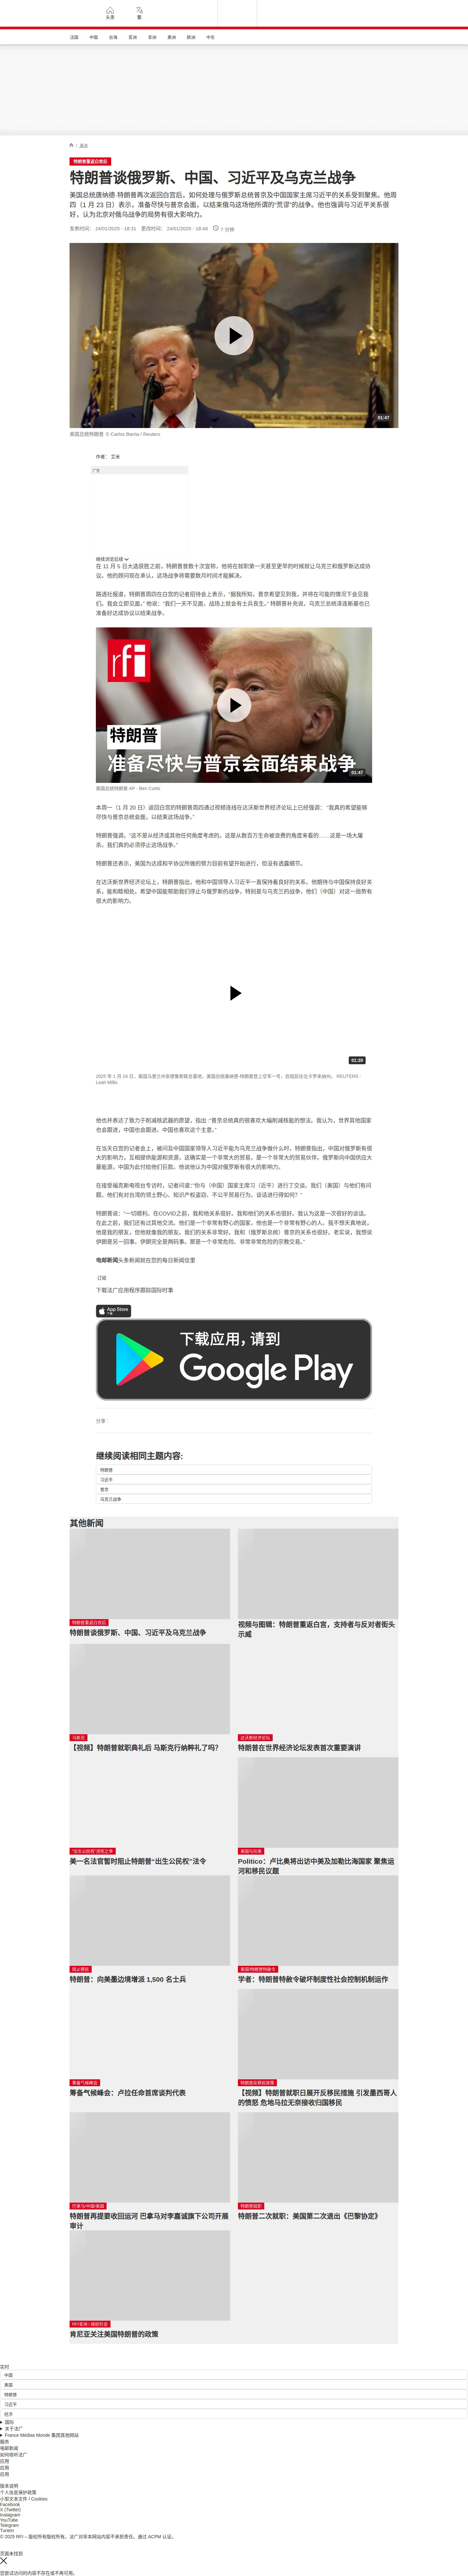 头条
繁
法国
中国
台海
亚洲
非洲
美洲
欧洲
中东
/ 政治
特朗普重返白宫后
特朗普谈俄罗斯、中国、习近平及乌克兰战争
美国总统唐纳德·特朗普再次返回白宫后，如何处理与俄罗斯总统普京及中国国家主席习近平的关系受到聚焦。他周
四（1 月 23 日）表示，准备尽快与普京会面，以结束俄乌这场他所谓的“荒谬”的战争。他也强调与习近平关系很
好，认为北京对俄乌战争的局势有很大影响力。
发表时间： 24/01/2025 - 18:31 更改时间： 24/01/2025 - 18:48 7 分钟
01:47
美国总统特朗普 © Carlos Barria / Reuters
作者： 艾米
广告
继续浏览后续
在 11 月 5 日大选获胜之前，特朗普曾数十次宣称，他将在就职第一天甚至更早的时候就让乌克兰和俄罗斯达成协
议。他的顾问现在承认，这场战争将需要数月时间才能解决。
路透社报道，特朗普周四在白宫的记者招待会上表示，“据我所知，普京希望见到我，并将在可能的情况下会见我
们。我会立即见面。” 他说：“我们一天不见面，战场上就会有士兵丧生。” 特朗普补充说，乌克兰总统泽连斯基也已
准备好达成协议以结束战争。
rfi
特朗普
准备尽快与普京会面结束战争
01:47
美国总统特朗普 AP - Ben Curtis
本周一（1 月 20 日）返回白宫的特朗普周四通过视频连线在达沃斯世界经济论坛上已经强调： “我真的希望能够
尽快与普京总统会面，以结束这场战争。”
特朗普强调，“这不是从经济或其他任何角度考虑的。这是从数百万生命被浪费的角度来看的……这是一场大屠
杀。我们真的必须停止这场战争。”
特朗普还表示，美国为达成和平协议所做的努力目前有望开始进行，但没有透露细节。
在达沃斯世界经济论坛上，特朗普指出，他和中国领导人习近平一直保持着良好的关系。他期待与中国保持良好关
系，能和睦相处。希望中国能帮助我们停止与俄罗斯的战争，特别是与乌克兰的战争，他们（中国）对这一局势有
很大的影响力。
01:20
2025 年 1 月 24 日，美国马里兰州安德鲁斯联合基地，美国总统唐纳德·特朗普登上空军一号，启程前往北卡罗来纳州。 REUTERS -
Leah Millis
他也并表达了致力于削减核武器的愿望，指出 :“普京总统真的很喜欢大幅削减核能的想法。我认为，世界其他国家
也会跟进，中国也会跟进。中国也喜欢这个主意。”
在当天白宫的记者会上，被问及中国国家领导人习近平能为乌克兰战争做什么时，特朗普指出，中国对俄罗斯有很
大的影响力，互相提供能源和资源，这确实是一个非常大的贸易，是一个非常大的贸易伙伴。俄罗斯向中国供应大
量能源，中国为此付给他们巨款。他说他认为中国对俄罗斯有很大的影响力。
在接受福克斯电视台专访时，记者问道：“你与（中国）国家主席习（近平）进行了交谈。我们（美国）与他们有问
题。他们有对台湾的领土野心、知识产权盗窃、不公平贸易行为、谈话进行得如何？”
特朗普说：“一切顺利。在COVID之前，我和他关系很好。我和他们的关系也很好。我认为这是一次很好的谈话。
在此之前，我们还有过其他交流。他们是一个非常有野心的国家，他也是一个非常有野心的人。我不想天真地说，
他是我的朋友，但他就像我的朋友。我们的关系非常好。我和（俄罗斯总统）普京的关系也很好。老实说，我想说
伊朗是另一回事。伊朗完全是两码事。那是一个非常危险、非常非常危险的宗教交易。”
电邮新闻头条新闻就在您的每日新闻信里
订阅
下载法广应用程序跟踪国际时事
App Store
下载
下载应用，请到
Google Play
分享 :
继续阅读相同主题内容:
特朗普
习近平
普京
乌克兰战争
其他新闻
特朗普重返白宫后
特朗普谈俄罗斯、中国、习近平及乌克兰战争
视频与图辑：特朗普重返白宫，支持者与反对者街头
示威
马斯克
【视频】特朗普就职典礼后 马斯克行纳粹礼了吗？
达沃斯经济论坛
特朗普在世界经济论坛发表首次重要演讲
“出生公民权”违宪之争
美一名法官暂时阻止特朗普“出生公民权”法令
美国与拉美
Politico：卢比奥将出访中美及加勒比海国家 聚焦运
河和移民议题
阻止移民
特朗普：向美墨边境增派 1,500 名士兵
美国/特朗普特赦令
学者：特朗普特赦令破坏制度性社会控制机制运作
筹备气候峰会
筹备气候峰会：卢拉任命首席谈判代表
特朗普反移民政策
【视频】特朗普就职日展开反移民措施 引发墨西哥人
的愤怒 危地马拉无奈接收归国移民
巴拿马/中国/美国
特朗普再提要收回运河 巴拿马对李嘉诚旗下公司开展
审计
特朗普就职
特朗普二次就职：美国第二次退出《巴黎协定》
RFI非洲 / 政经社会
肯尼亚关注美国特朗普的政策
实时
中国
美国
特朗普
习近平
经济
国际
关于法广
France Médias Monde 集团其他网站
服务
电邮新闻
如何收听法广
应用
应用
应用
版本说明
个人信息保护政策
小型文本文件 / Cookies
Facebook
X (Twitter)
Instagram
YouTube
Telegram
TuneIn
© 2025 RFI – 版权所有版权所有。法广对非本网站内容不承担责任。通过 ACPM 认证。
页面未找到
您尝试访问的内容不存在或不再可用。